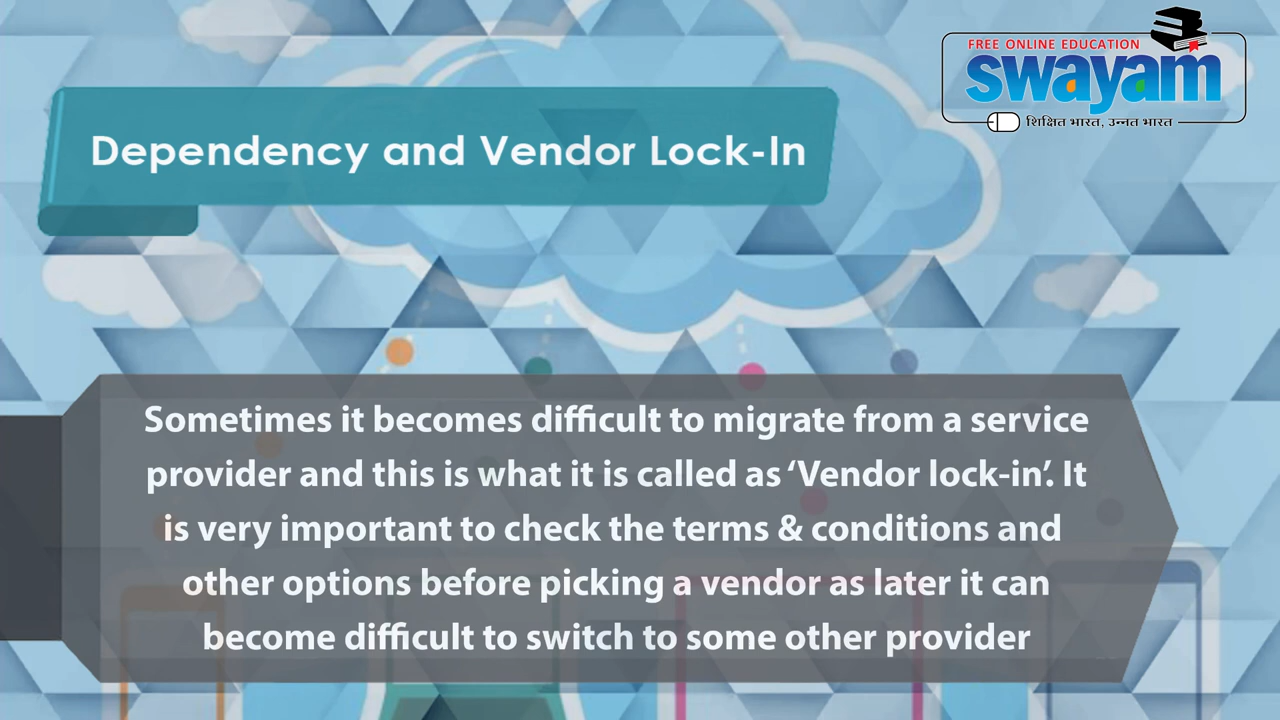 FREE ONLINE EDUCATION
swayam
शिक्षित भारत, उन्नत भारत
Dependency and Vendor Lock-In
Sometimes it becomes difficult to migrate from a service
provider and this is what it is called as ‘Vendor lock-in’. It
is very important to check the terms & conditions and
other options before picking a vendor as later it can
become difficult to switch to some other provider